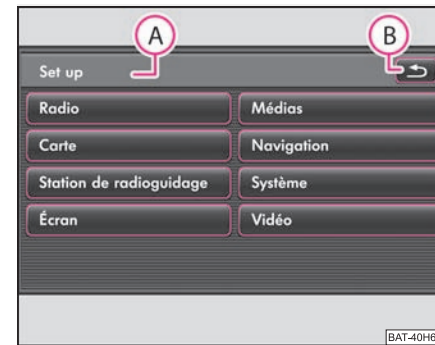 A B
Set up
Radio Médias
Carte Navigation
Station de radioguidage Système
Écran Vidéo
BAT-40H6